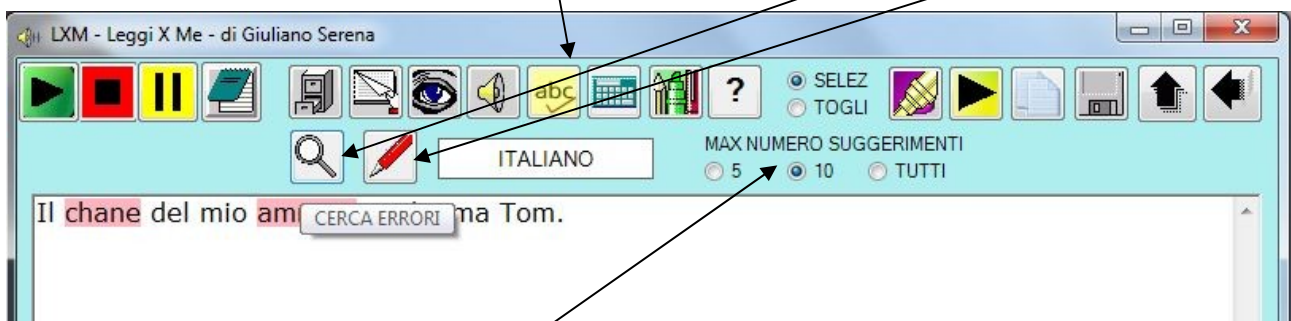 LXM - Leggi X Me - di Giuliano Serena
abc ? SELEZ
TOGLI
MAX NUMERO SUGGERIMENTI
ITALIANO 5 10 TUTTI
Il chane del mio ma Tom.
CERCA ERRORI